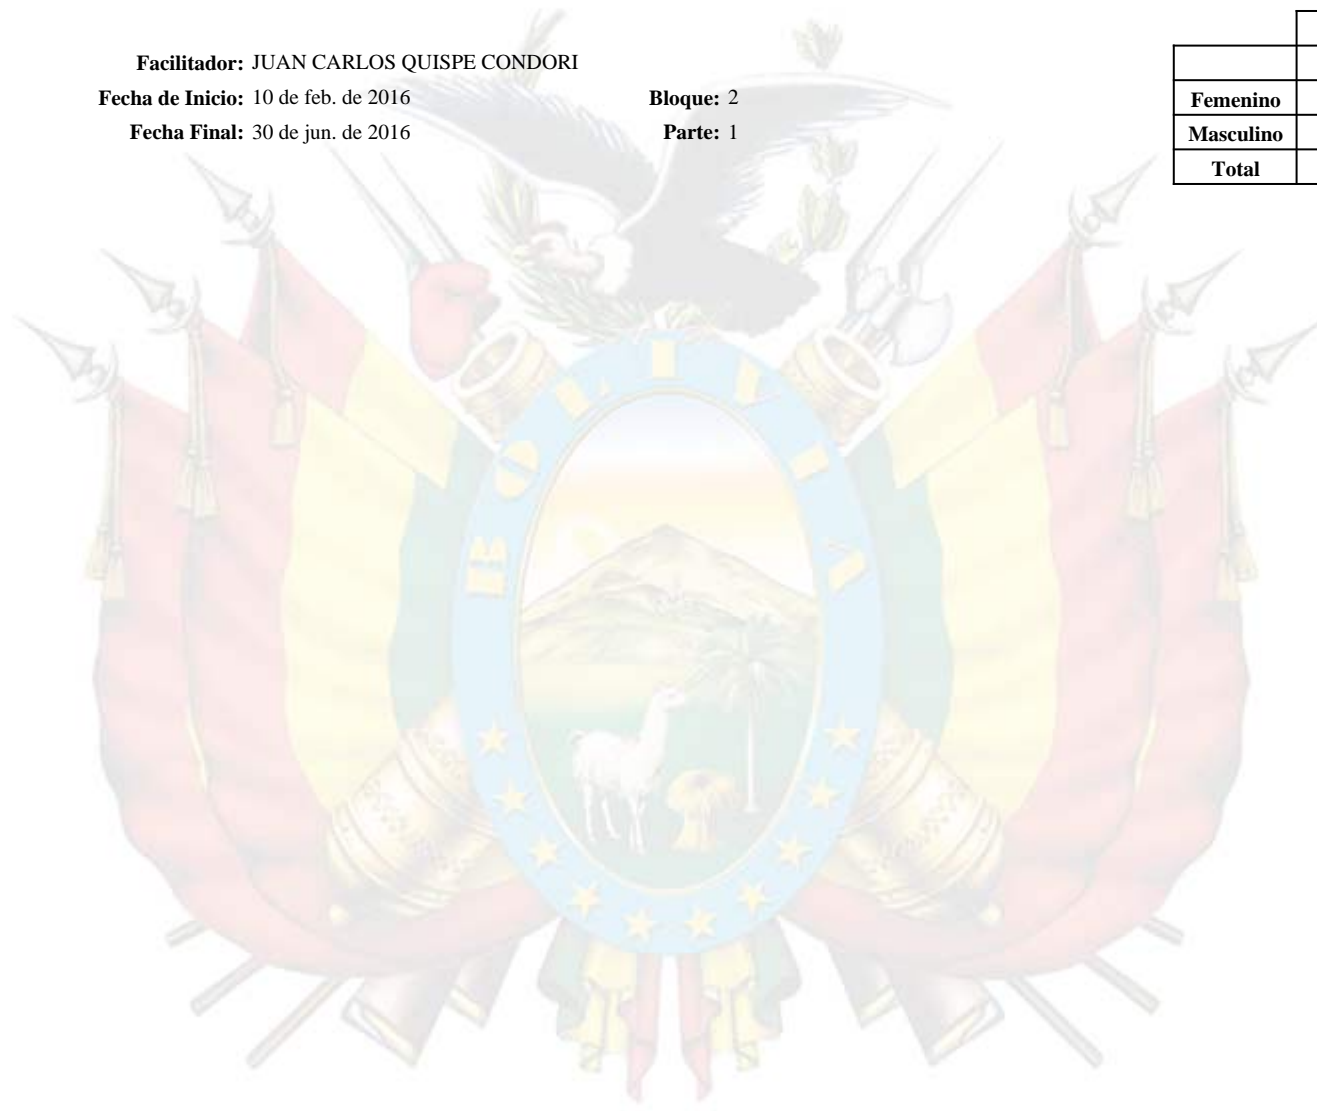 Facilitador: JUAN CARLOS QUISPE CONDORI
Fecha de Inicio: 10 de feb. de 2016 Bloque: 2
Fecha Final: 30 de jun. de 2016 Parte: 1
Femenino
Masculino
Total
BOLIVIA